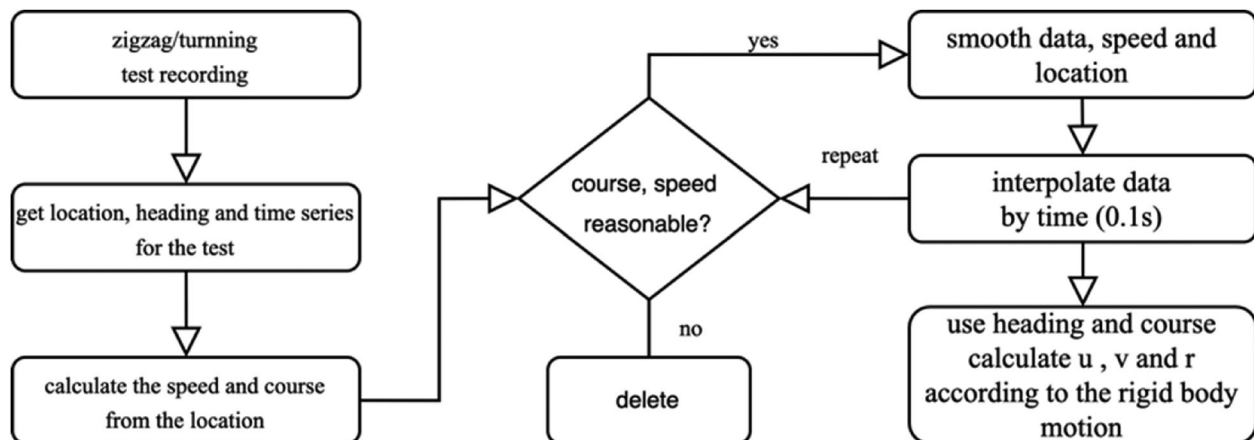 zigzag/turnning
test recording
get location, heading and time series
for the test
calculate the speed and course
from the location
course, speed
reasonable?
yes
no
delete
smooth data, speed and
location
repeat
interpolate data
by time (0.1s)
use heading and course
calculate u , v and r
according to the rigid body
motion